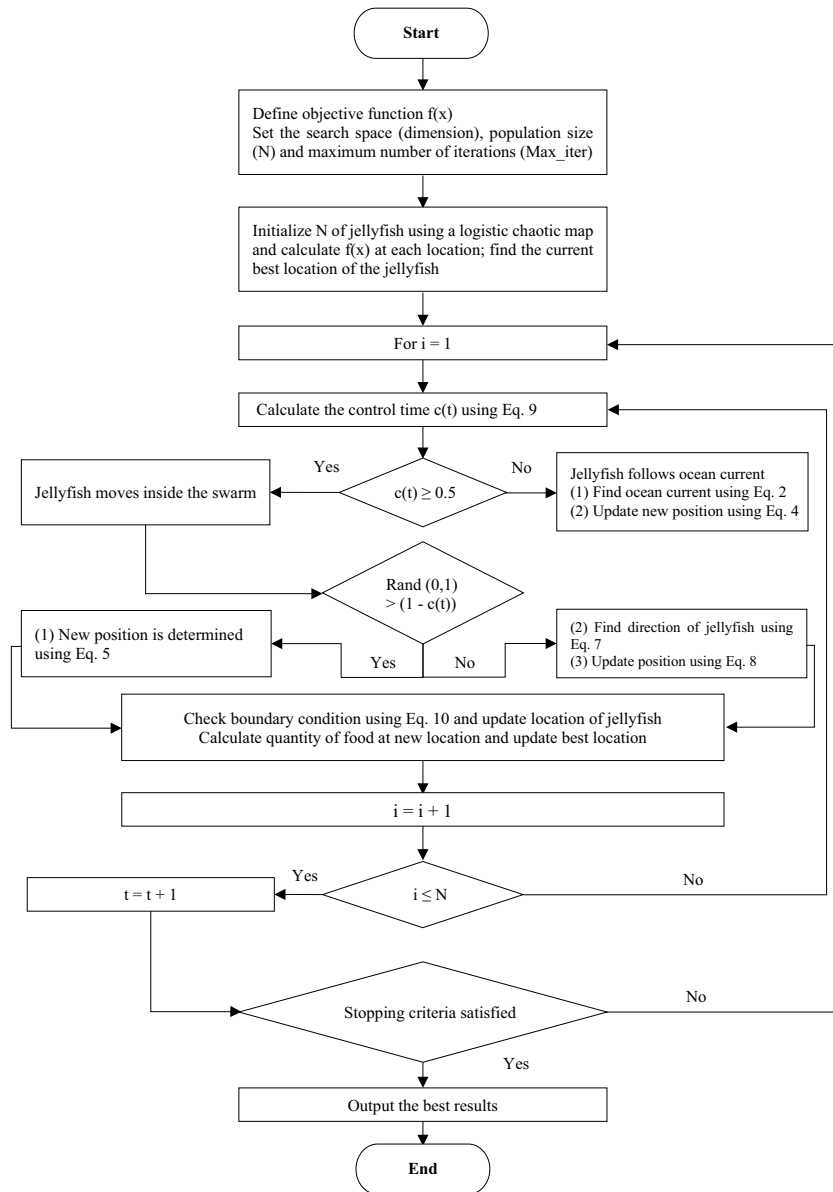 Start
Define objective function f(x)
Set the search space (dimension), population size
(N) and maximum number of iterations (Max_iter)
Initialize N of jellyfish using a logistic chaotic map
and calculate f(x) at each location; find the current
best location of the jellyfish
For i = 1
Calculate the control time c(t) using Eq. 9
Yes
No
Jellyfish moves inside the swarm
c(t) ≥ 0.5
Jellyfish follows ocean current
(1) Find ocean current using Eq. 2
(2) Update new position using Eq. 4
Rand (0,1)
> (1 - c(t))
(1) New position is determined
using Eq. 5
Yes
No
(2) Find direction of jellyfish using
Eq. 7
(3) Update position using Eq. 8
Check boundary condition using Eq. 10 and update location of jellyfish
Calculate quantity of food at new location and update best location
i = i + 1
Yes
No
t = t + 1
i ≤ N
Stopping criteria satisfied
No
Yes
Output the best results
End